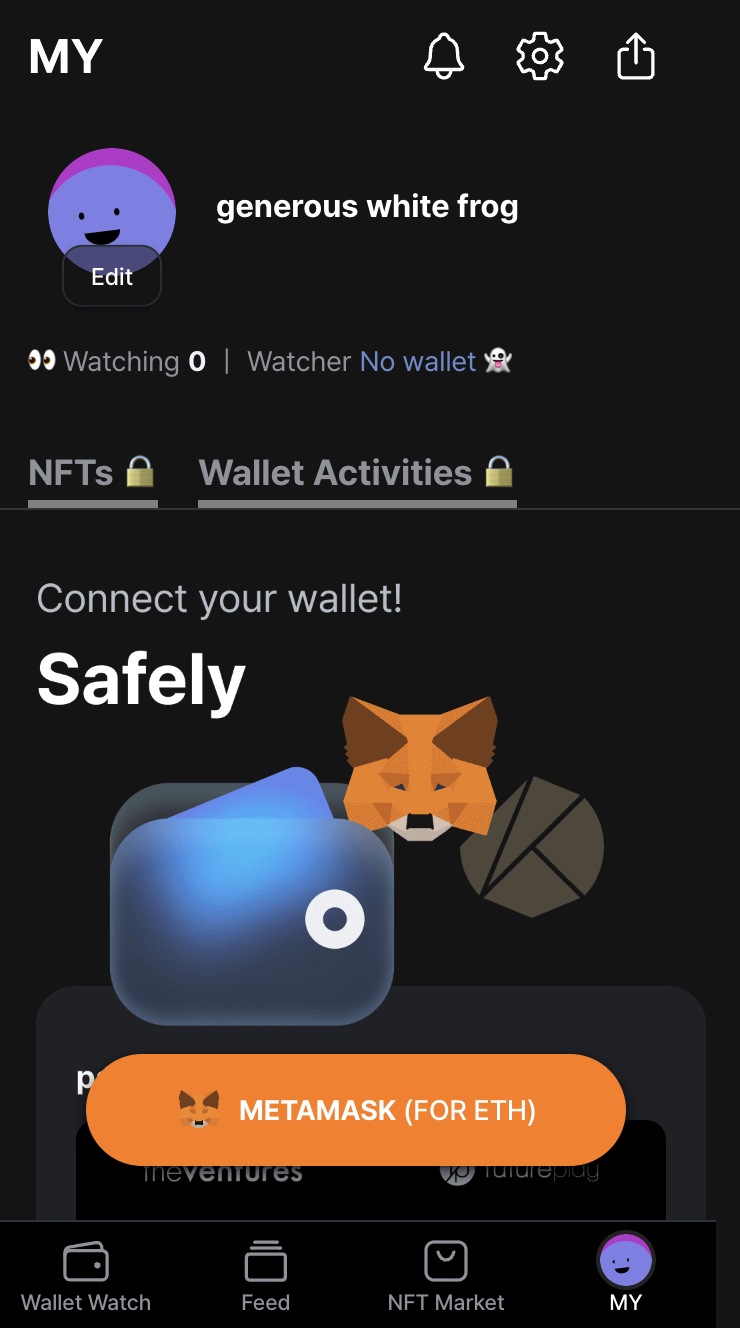 MY
generous white frog
Edit
👀 Watching 0 | Watcher No wallet 👻
NFTs 🔒 Wallet Activities 🔒
Connect your wallet!
Safely
METAMASK (FOR ETH)
theventures futureplay
Wallet Watch Feed NFT Market MY